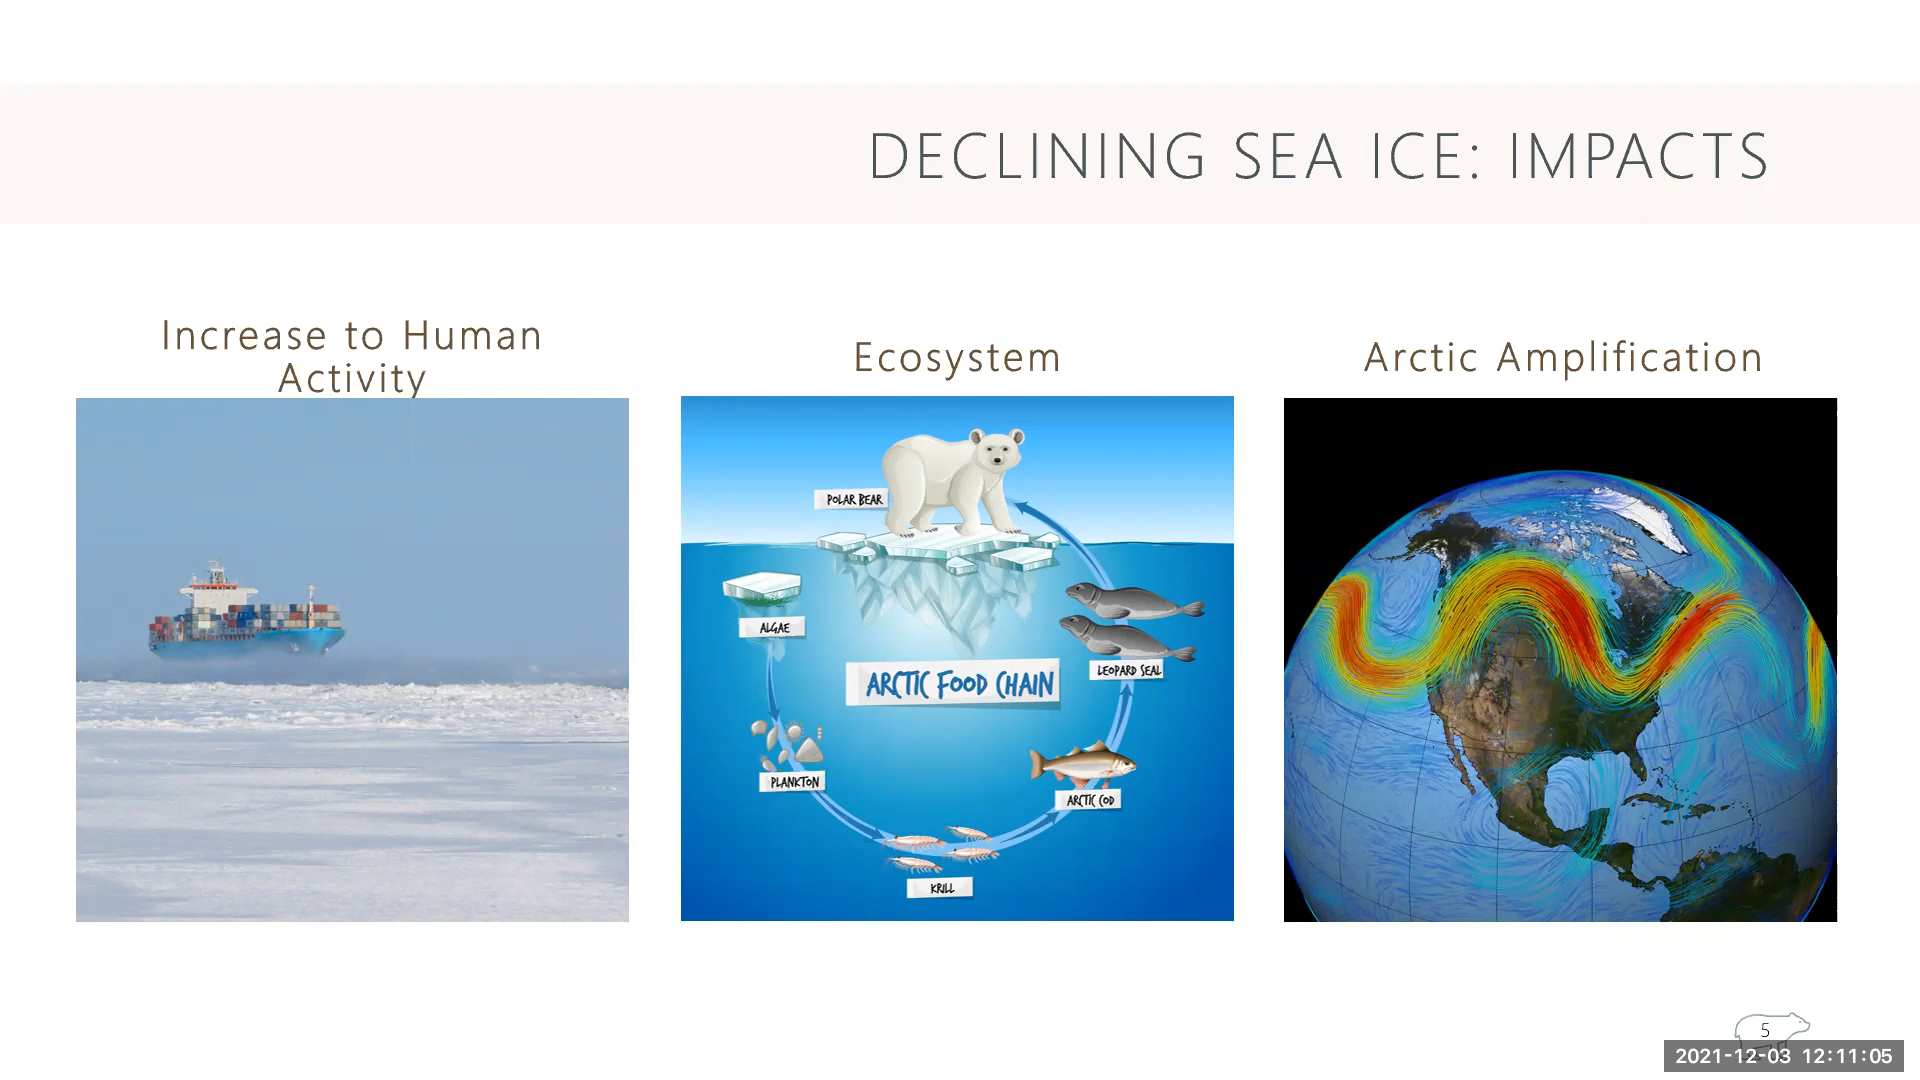 DECLINING SEA ICE: IMPACTS
Increase to Human
Activity
Ecosystem
Arctic Amplification
POLAR BEAR
ALGAE
LEOPARD SEAL
ARCTIC FOOD CHAIN
PLANKTON
ARCTIC COD
KRILL
5
2021-12-03 12:11:05